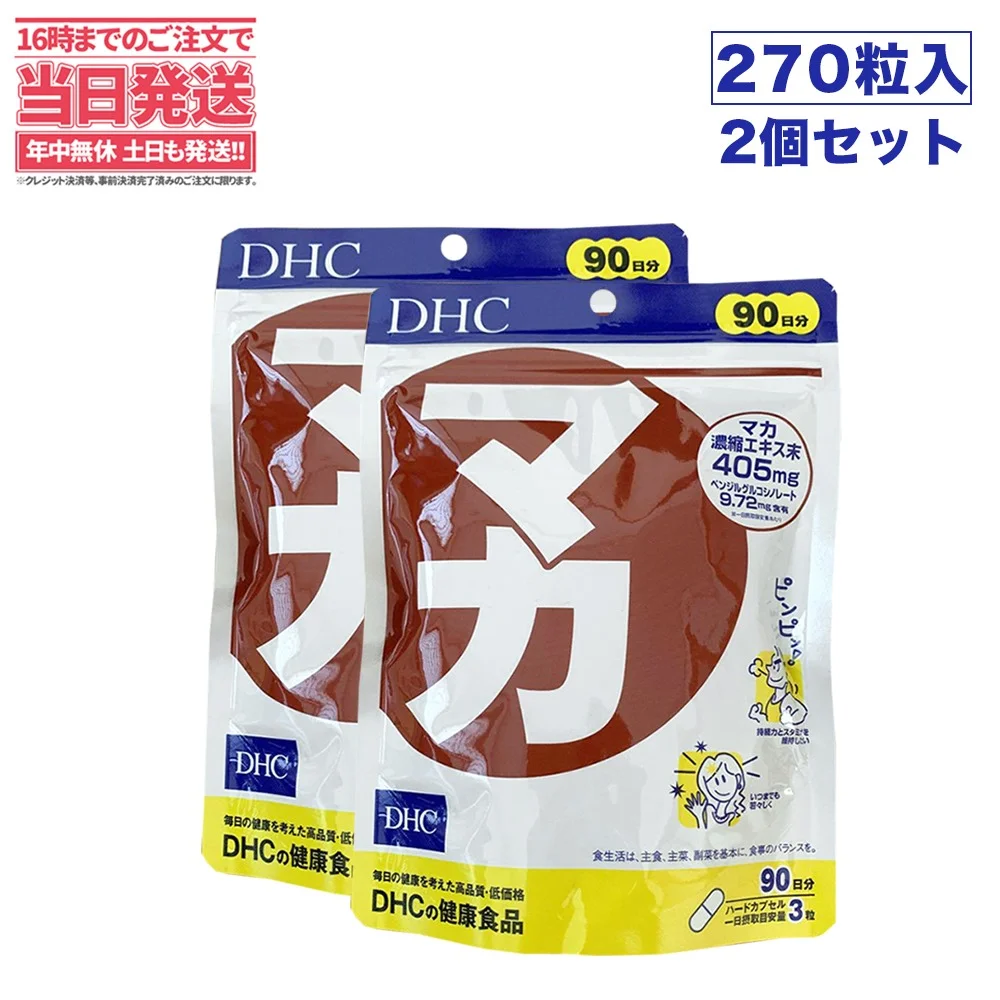 16時までのご注文で
当日発送
年中無休 土日も発送!!
※クレジット決済等、事前決済完了済みのご注文に限ります。
270粒入
2個セット
DHC
90日分
マカ
DHC
毎日の健康を考えた高品質・低価
DHCの健康食品
DHC
90日分
マカ
マカ
濃縮エキス末
405mg
ベンジルグルコシノレート
9.72mg含有
※一日摂取目安量あたり
ピンピン。
持続力とスタミナを
維持したい
いつまでも
若々しく
DHC
食生活は、主食、主菜、副菜を基本に、食事のバランスを。
毎日の健康を考えた高品質・低価格
DHCの健康食品
90日分
ハードカプセル
一日摂取目安量3粒